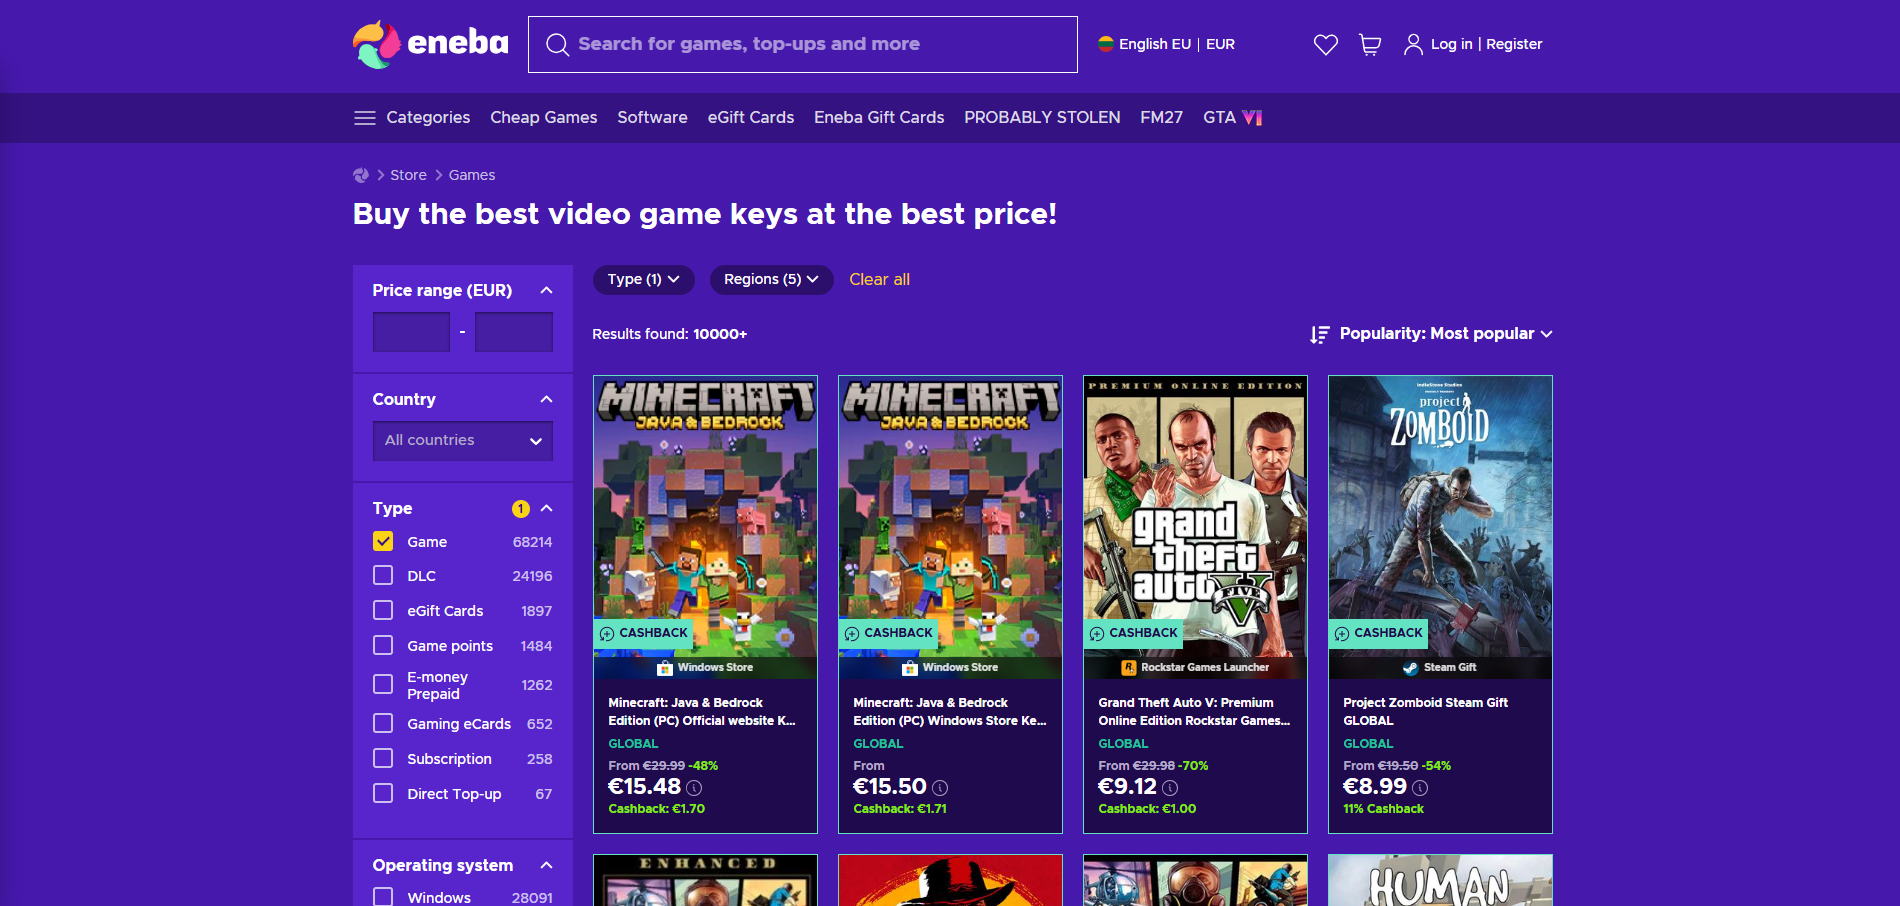 eneba
Search for games, top-ups and more
English EU | EUR
Log in | Register
Categories
Cheap Games
Software
eGift Cards
Eneba Gift Cards
PROBABLY STOLEN
FM27
GTA VI
Store
Games
Buy the best video game keys at the best price!
Price range (EUR)
-
Country
All countries
Type
1
Game 68214
DLC 24196
eGift Cards 1897
Game points 1484
E-money
Prepaid 1262
Gaming eCards 652
Subscription 258
Direct Top-up 67
Operating system
Windows 28091
Type (1)
Regions (5)
Clear all
Results found: 10000+
Popularity: Most popular
MINECRAFT
JAVA & BEDROCK
CASHBACK
Windows Store
Minecraft: Java & Bedrock
Edition (PC) Official website K...
GLOBAL
From €29.99 -48%
€15.48
Cashback: €1.70
MINECRAFT
JAVA & BEDROCK
CASHBACK
Windows Store
Minecraft: Java & Bedrock
Edition (PC) Windows Store Ke...
GLOBAL
From
€15.50
Cashback: €1.71
PREMIUM ONLINE EDITION
grand
theft
auto V
FIVE
CASHBACK
R
Rockstar Games Launcher
Grand Theft Auto V: Premium
Online Edition Rockstar Games...
GLOBAL
From €29.98 -70%
€9.12
Cashback: €1.00
IndieStone Studios
project
ZOMBOID
CASHBACK
Steam Gift
Project Zomboid Steam Gift
GLOBAL
GLOBAL
From €19.50 -54%
€8.99
11% Cashback
ENHANCED
HUMAN